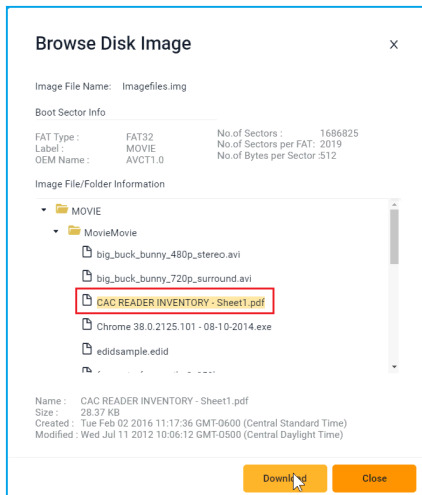 Browse Disk Image
X
Image File Name: Imagefiles.img
Boot Sector Info
FAT Type : FAT32 No.of Sectors : 1686825
Label : MOVIE No.of Sectors per FAT: 2019
OEM Name : AVCT1.0 No.of Bytes per Sector :512
Image File/Folder Information
MOVIE
MovieMovie
big_buck_bunny_480p_stereo.avi
big_buck_bunny_720p_surround.avi
CAC READER INVENTORY - Sheet1.pdf
Chrome 38.0.2125.101 - 08-10-2014.exe
edidsample.edid
Name : CAC READER INVENTORY - Sheet1.pdf
Size : 28.37 KB
Created : Tue Feb 02 2016 11:17:36 GMT-0600 (Central Standard Time)
Modified : Wed Jul 11 2012 10:06:12 GMT-0500 (Central Daylight Time)
Download Close